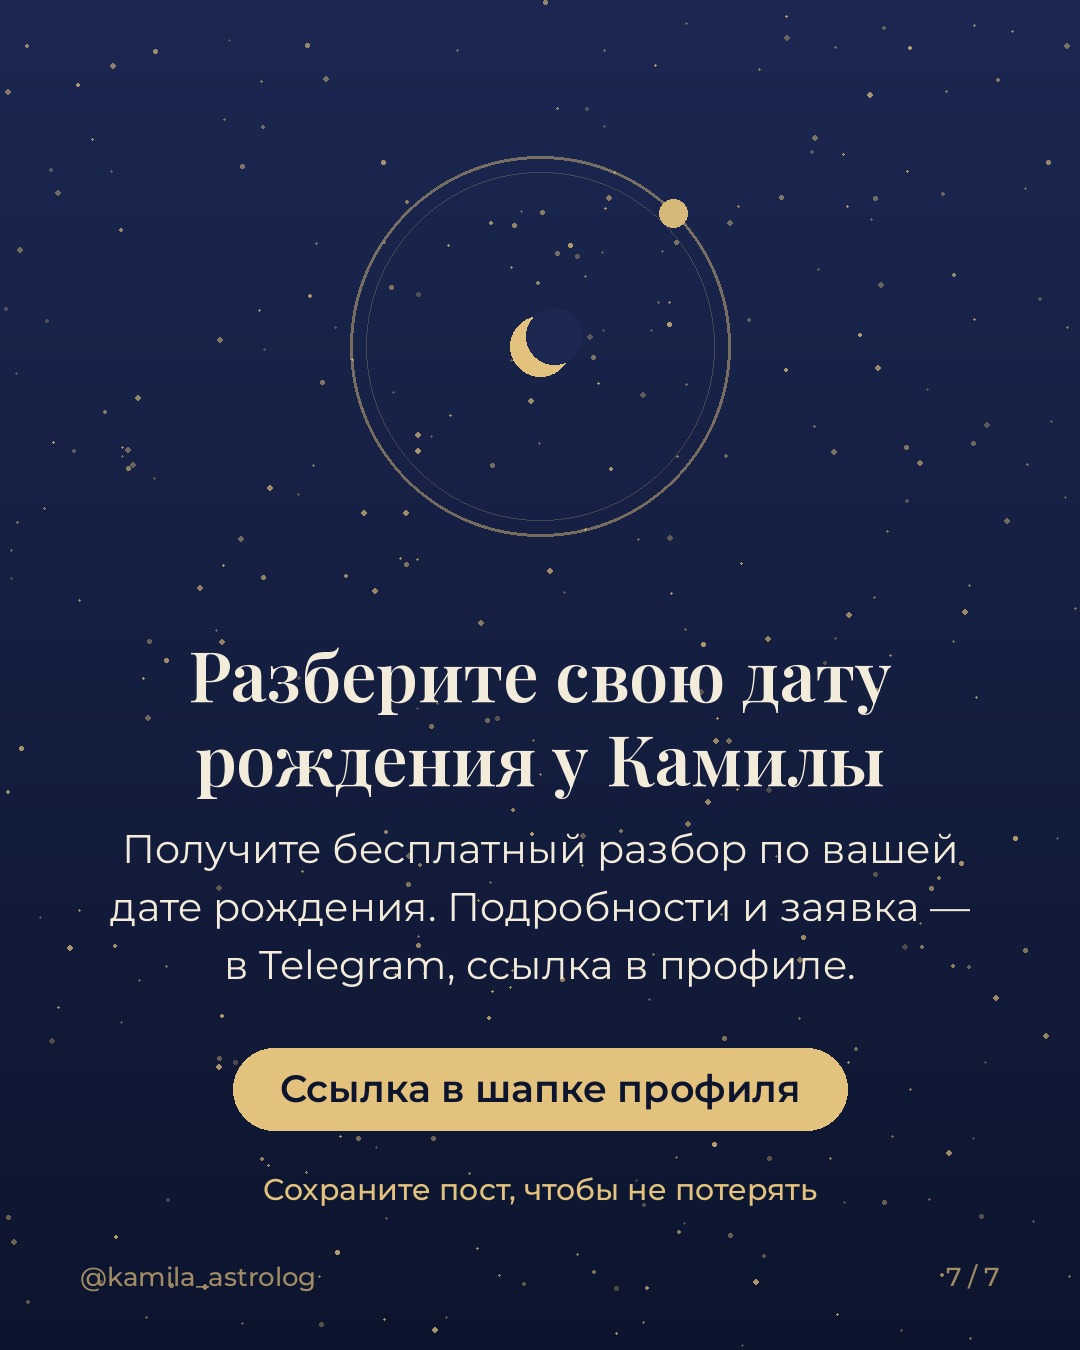 Разберите свою дату
рождения у Камилы
Получите бесплатный разбор по вашей
дате рождения. Подробности и заявка —
в Telegram, ссылка в профиле.
Ссылка в шапке профиля
Сохраните пост, чтобы не потерять
@kamila_astrolog
7 / 7